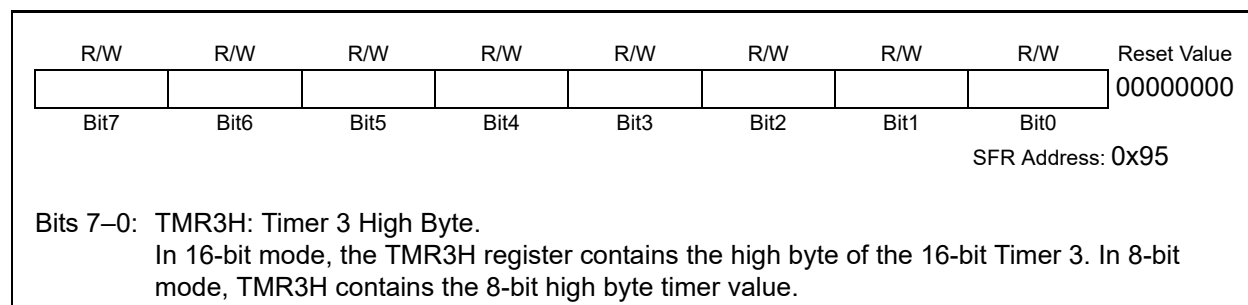 R/W R/W R/W R/W R/W R/W R/W R/W Reset Value
00000000
Bit7 Bit6 Bit5 Bit4 Bit3 Bit2 Bit1 Bit0
SFR Address: 0x95
Bits 7–0: TMR3H: Timer 3 High Byte.
In 16-bit mode, the TMR3H register contains the high byte of the 16-bit Timer 3. In 8-bit
mode, TMR3H contains the 8-bit high byte timer value.